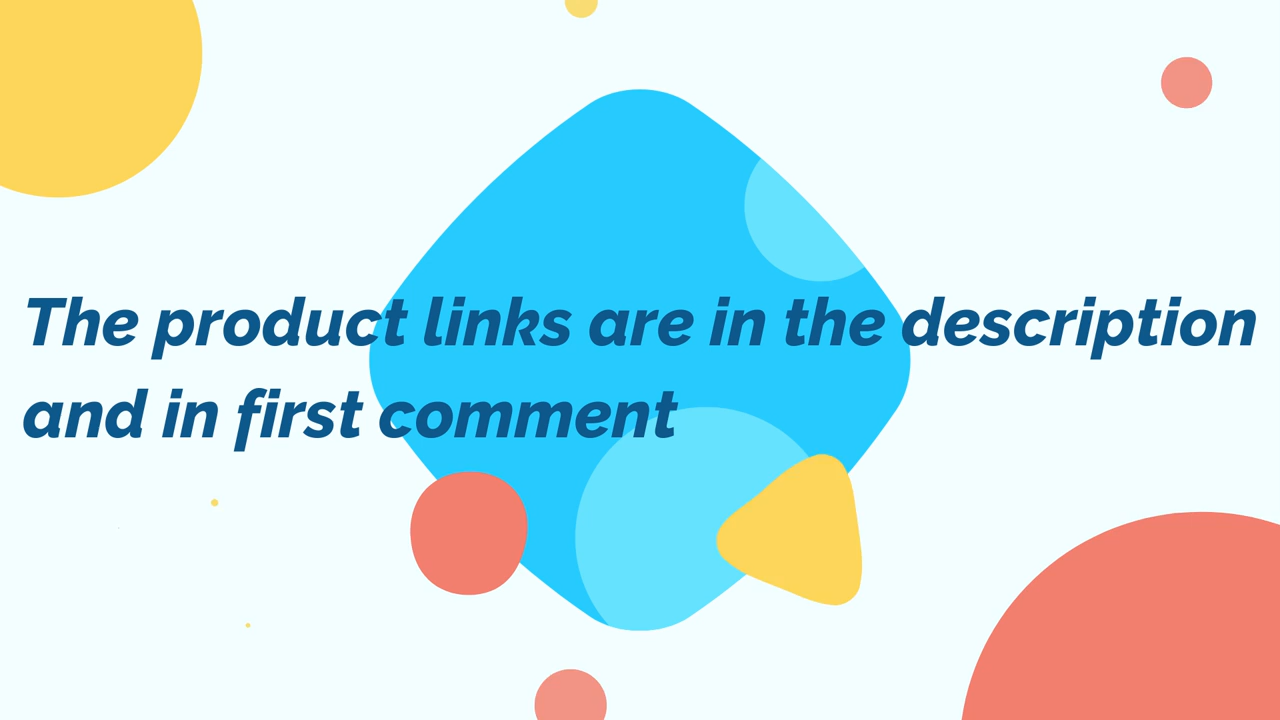 The product links are in the description
and in first comment